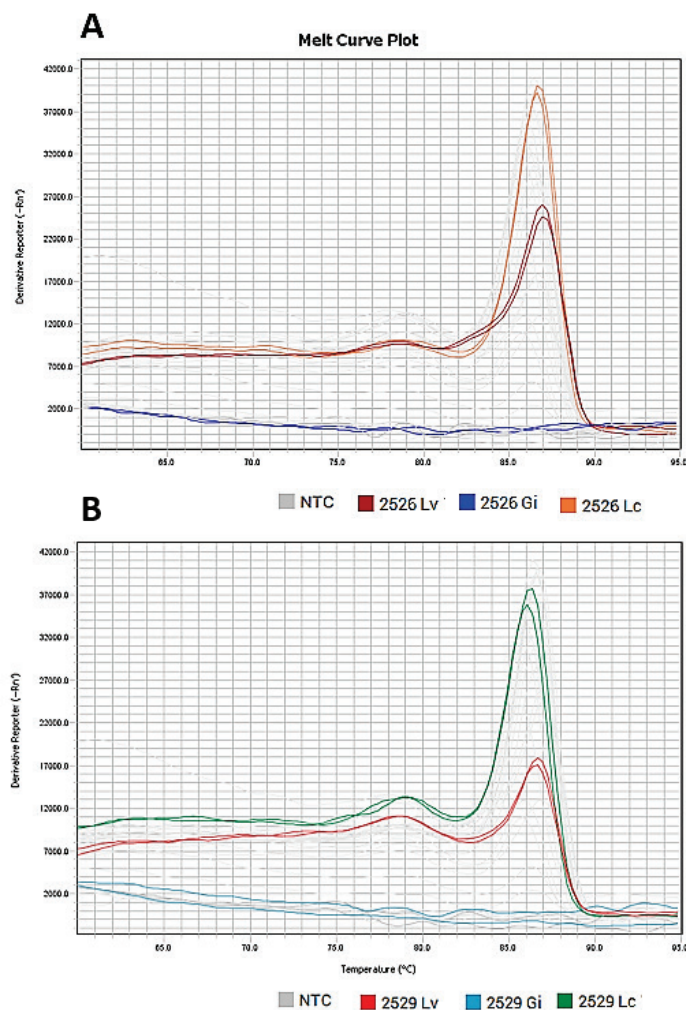 A
Melt Curve Plot
42000.0
37000.0
32000.0
27000.0
22000.0
17000.0
12000.0
7000.0
2000.0
Derivative Reporter (-Rn')
65.0 70.0 75.0 80.0 85.0 90.0 95.0
NTC 2526 Lv 2526 Gi 2526 Lc
B
42000.0
37000.0
32000.0
27000.0
22000.0
17000.0
12000.0
7000.0
2000.0
Derivative Reporter (-Rn')
65.0 70.0 75.0 80.0 85.0 90.0 95.0
Temperature (°C)
NTC 2529 Lv 2529 Gi 2529 Lc